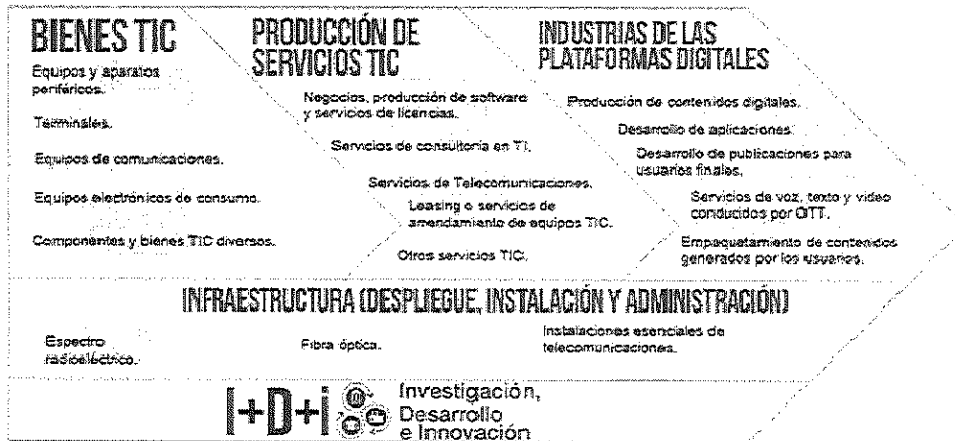 BIENES TIC
Equipos y aparatos
periféricos.
Terminales.
Equipos de comunicaciones.
Equipos electrónicos de consumo.
Componentes y bienes TIC diversos.
PRODUCCIÓN DE
SERVICIOS TIC
Negocios, producción de software
y servicios de licencias.
Servicios de consultoría en TI.
Servicios de Telecomunicaciones.
Leasing o servicios de
arrendamiento de equipos TIC.
Otros servicios TIC.
INDUSTRIAS DE LAS
PLATAFORMAS DIGITALES
Producción de contenidos digitales.
Desarrollo de aplicaciones.
Desarrollo de publicaciones para
usuarios finales.
Servicios de voz, texto y video
conducidos por OTT.
Empaquetamiento de contenidos
generados por los usuarios.
INFRAESTRUCTURA (DESPLIEGUE, INSTALACIÓN Y ADMINISTRACIÓN)
Espectro
radioeléctrico.
Fibra óptica.
Instalaciones esenciales de
telecomunicaciones.
I+D+i
Investigación,
Desarrollo
e Innovación